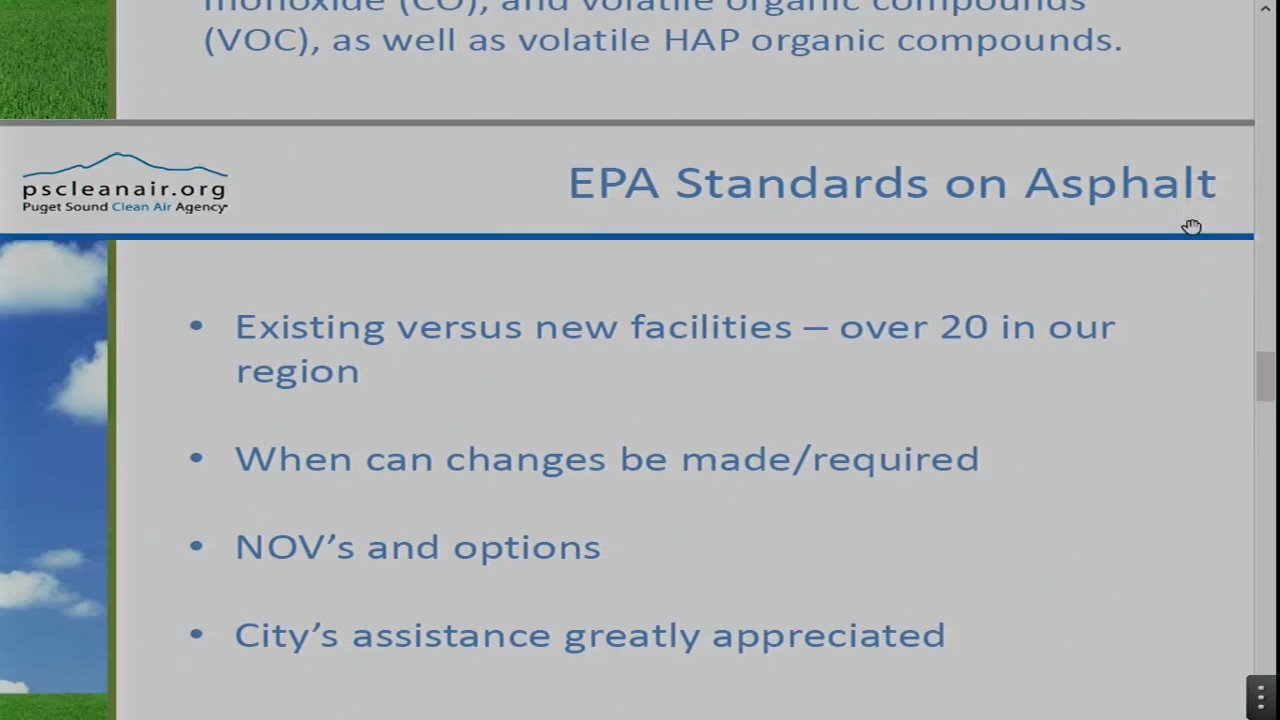 monoxide (CO), and volatile organic compounds
(VOC), as well as volatile HAP organic compounds.
pscleanair.org
Puget Sound Clean Air Agency
EPA Standards on Asphalt
• Existing versus new facilities – over 20 in our
region
• When can changes be made/required
• NOV’s and options
• City’s assistance greatly appreciated